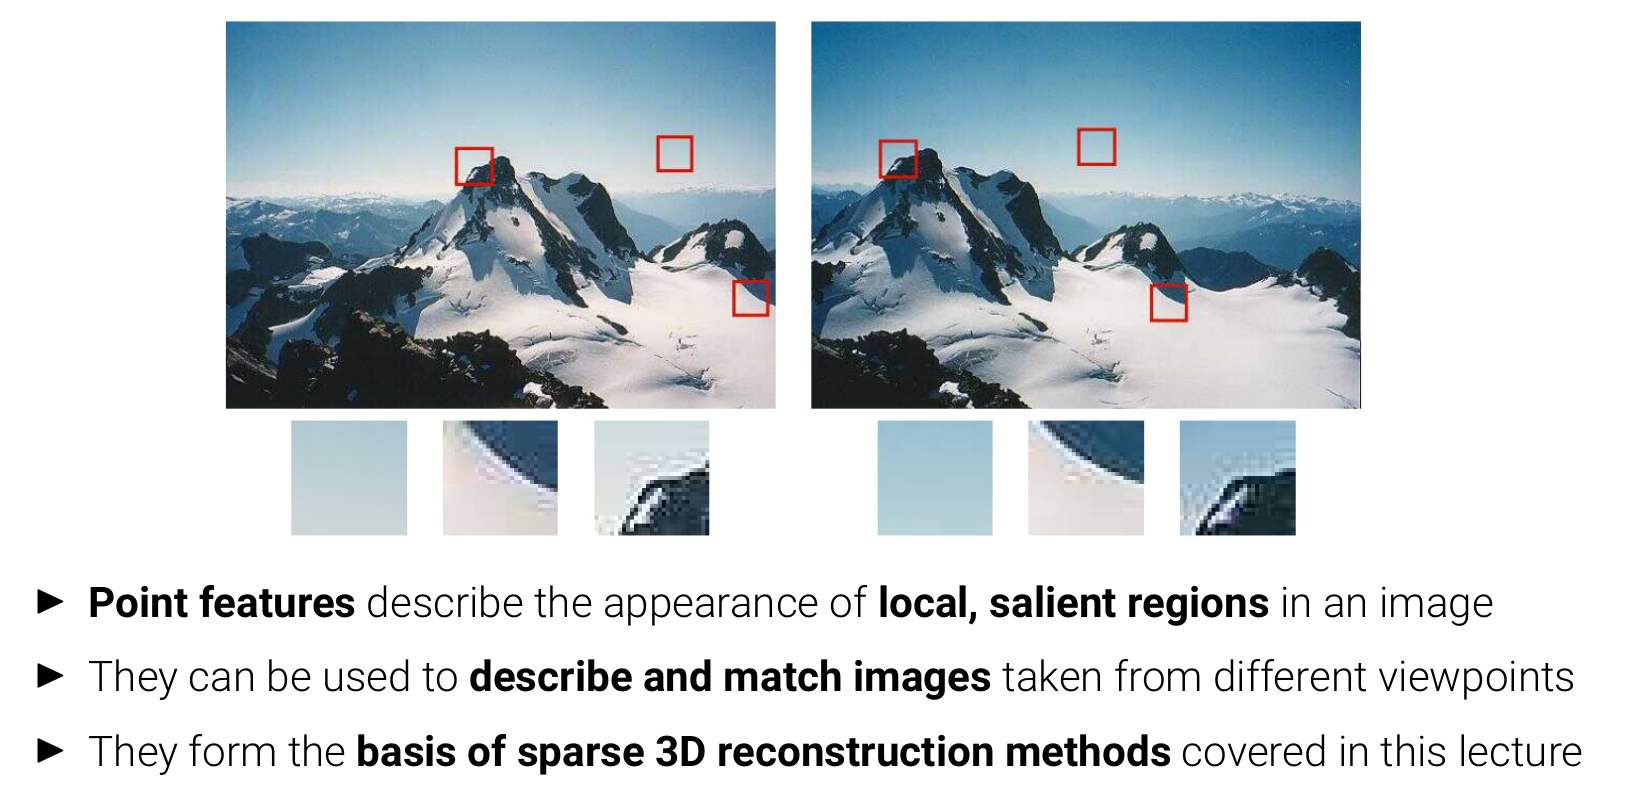 ► Point features describe the appearance of local, salient regions in an image
► They can be used to describe and match images taken from different viewpoints
► They form the basis of sparse 3D reconstruction methods covered in this lecture